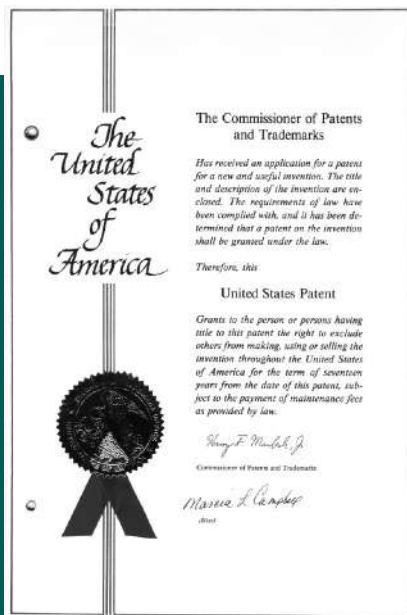 The
United
States
of
America
The Commissioner of Patents
and Trademarks
Has received an application for a patent
for a new and useful invention. The title
and description of the invention are en-
closed. The requirements of law have
been complied with, and it has been de-
termined that a patent on the invention
shall be granted under the law.
Therefore, this
United States Patent
Grants to the person or persons having
title to this patent the right to exclude
others from making, using or selling the
invention throughout the United States
of America for the term of seventeen
years from the date of this patent, sub-
ject to the payment of maintenance fees
as provided by law.
Commissioner of Patents and Trademarks
Marcia L. Campbell
Attest